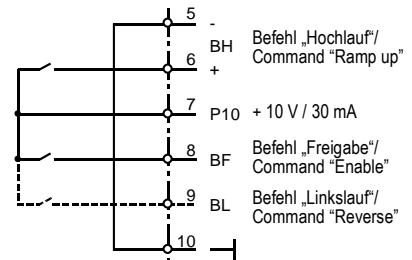 5 -
BH Befehl „Hochlauf“/
Command “Ramp up”
6 +
7 P10 + 10 V / 30 mA
8 BF Befehl „Freigabe“/
Command “Enable”
9 BL Befehl „Linkslauf“/
Command “Reverse”
10